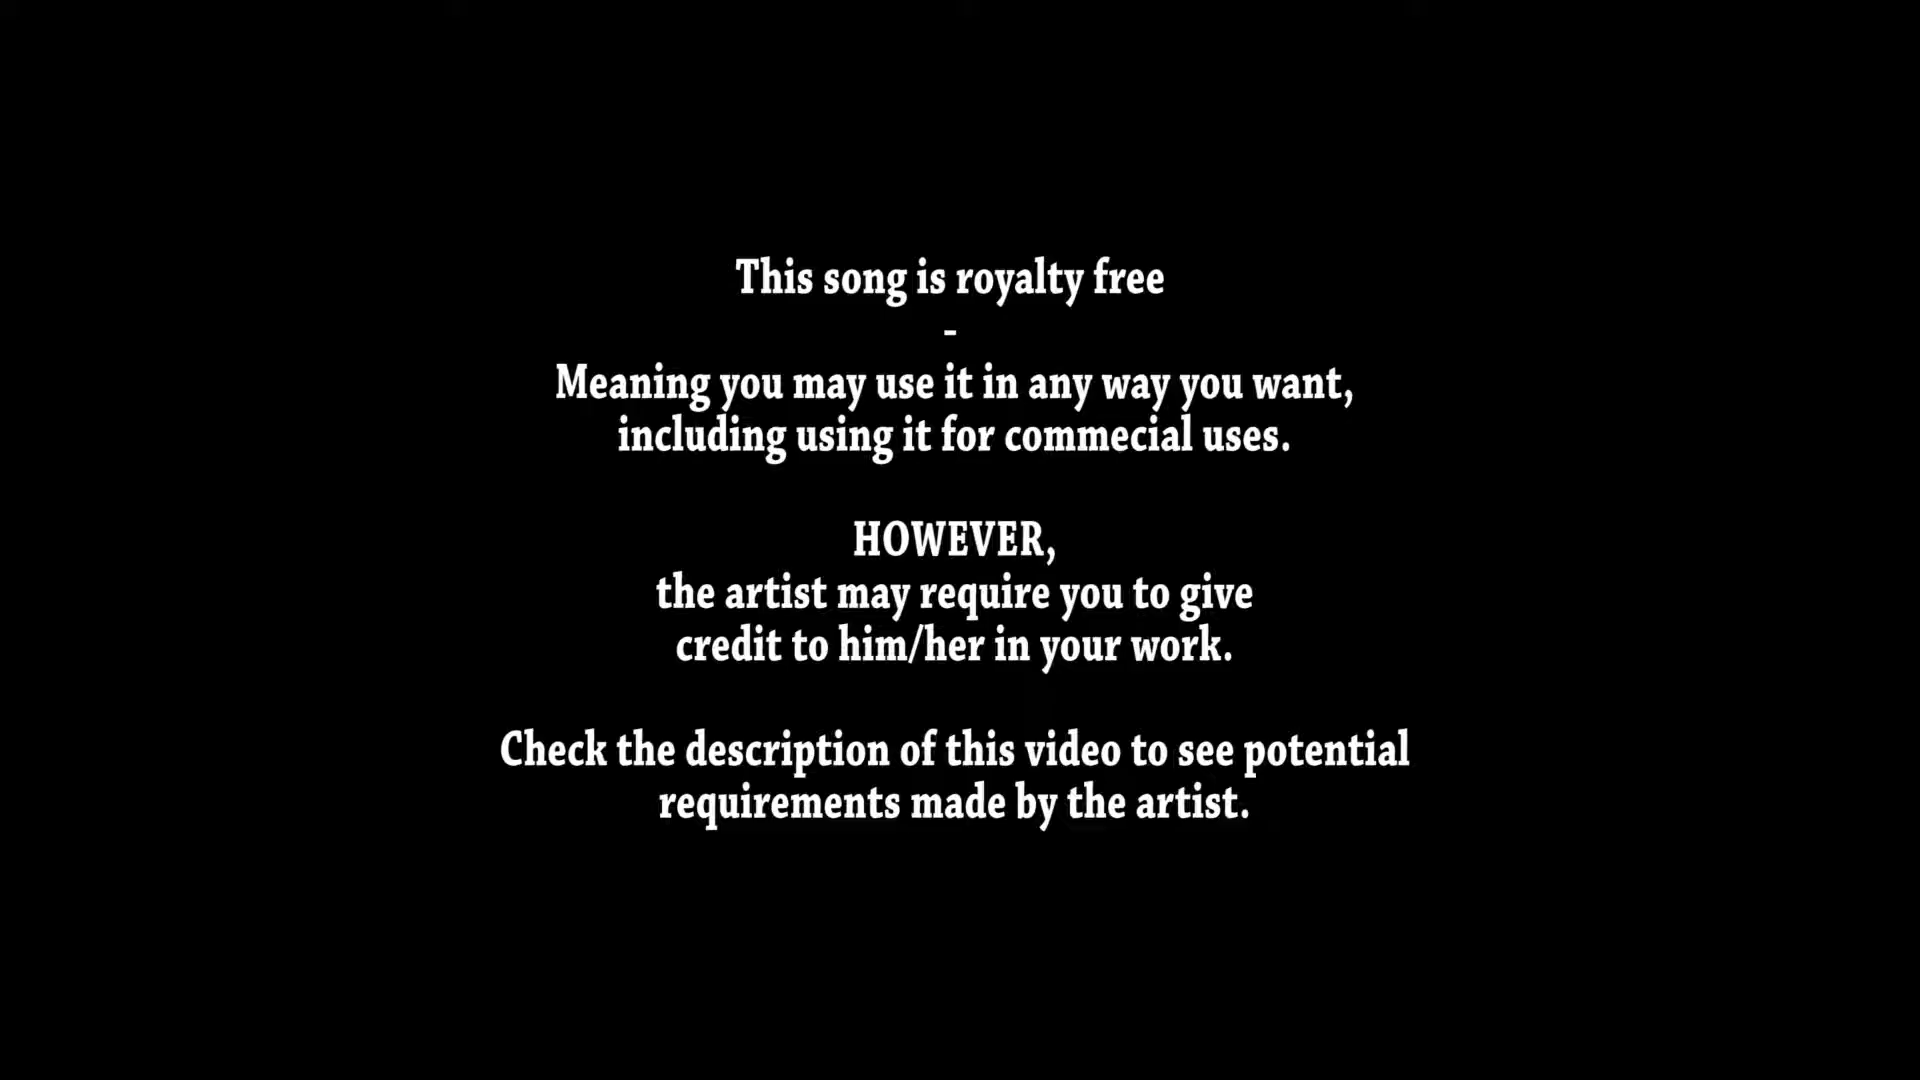 This song is royalty free
-
Meaning you may use it in any way you want,
including using it for commecial uses.
HOWEVER,
the artist may require you to give
credit to him/her in your work.
Check the description of this video to see potential
requirements made by the artist.